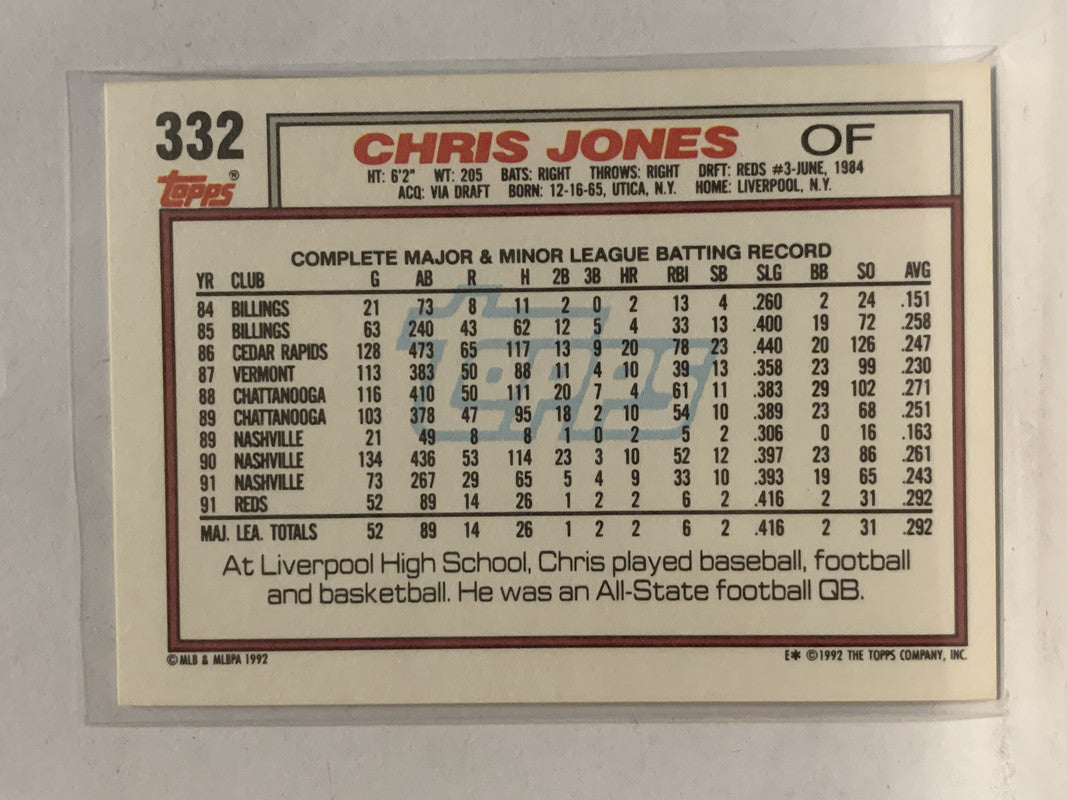 332
CHRIS JONES OF
topps®
HT: 6'2" WT: 205 BATS: RIGHT THROWS: RIGHT DRFT: REDS #3-JUNE, 1984
ACQ: VIA DRAFT BORN: 12-16-65, UTICA, N.Y. HOME: LIVERPOOL, N.Y.
COMPLETE MAJOR & MINOR LEAGUE BATTING RECORD
YR CLUB G AB R H 2B 3B HR RBI SB SLG BB SO AVG
84 BILLINGS 21 73 8 11 2 0 2 13 4 .260 2 24 .151
85 BILLINGS 63 240 43 62 12 5 4 33 13 .400 19 72 .258
86 CEDAR RAPIDS 128 473 65 117 13 9 20 78 23 .440 20 126 .247
87 VERMONT 113 383 50 88 11 4 10 39 13 .358 23 99 .230
88 CHATTANOOGA 116 410 50 111 20 7 4 61 11 .383 29 102 .271
89 CHATTANOOGA 103 378 47 95 18 2 10 54 10 .389 23 68 .251
89 NASHVILLE 21 49 8 8 1 0 2 5 2 .306 0 16 .163
90 NASHVILLE 134 436 53 114 23 3 10 52 12 .397 23 86 .261
91 NASHVILLE 73 267 29 65 5 4 9 33 10 .393 19 65 .243
91 REDS 52 89 14 26 1 2 2 6 2 .416 2 31 .292
MAJ. LEA. TOTALS 52 89 14 26 1 2 2 6 2 .416 2 31 .292
topps
At Liverpool High School, Chris played baseball, football
and basketball. He was an All-State football QB.
© MLB & MLBPA 1992
E* © 1992 THE TOPPS COMPANY, INC.